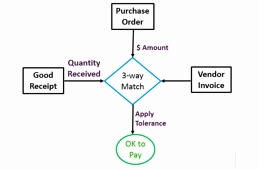 Purchase
Order
$ Amount
Quantity
Received
Good
Receipt
3-way
Match
Vendor
Invoice
Apply
Tolerance
OK to
Pay